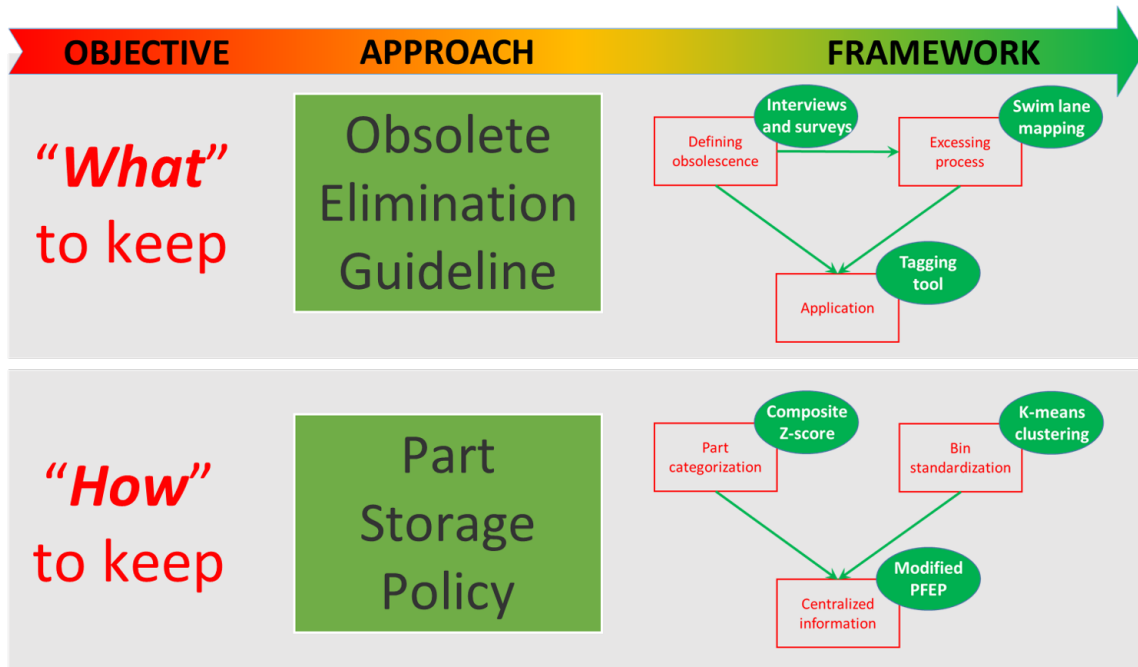 OBJECTIVE
APPROACH
FRAMEWORK
“What”
to keep
Obsolete
Elimination
Guideline
Interviews
and surveys
Defining
obsolescence
Swim lane
mapping
Excessing
process
Tagging
tool
Application
“How”
to keep
Part
Storage
Policy
Composite
Z-score
Part
categorization
K-means
clustering
Bin
standardization
Modified
PFEP
Centralized
information